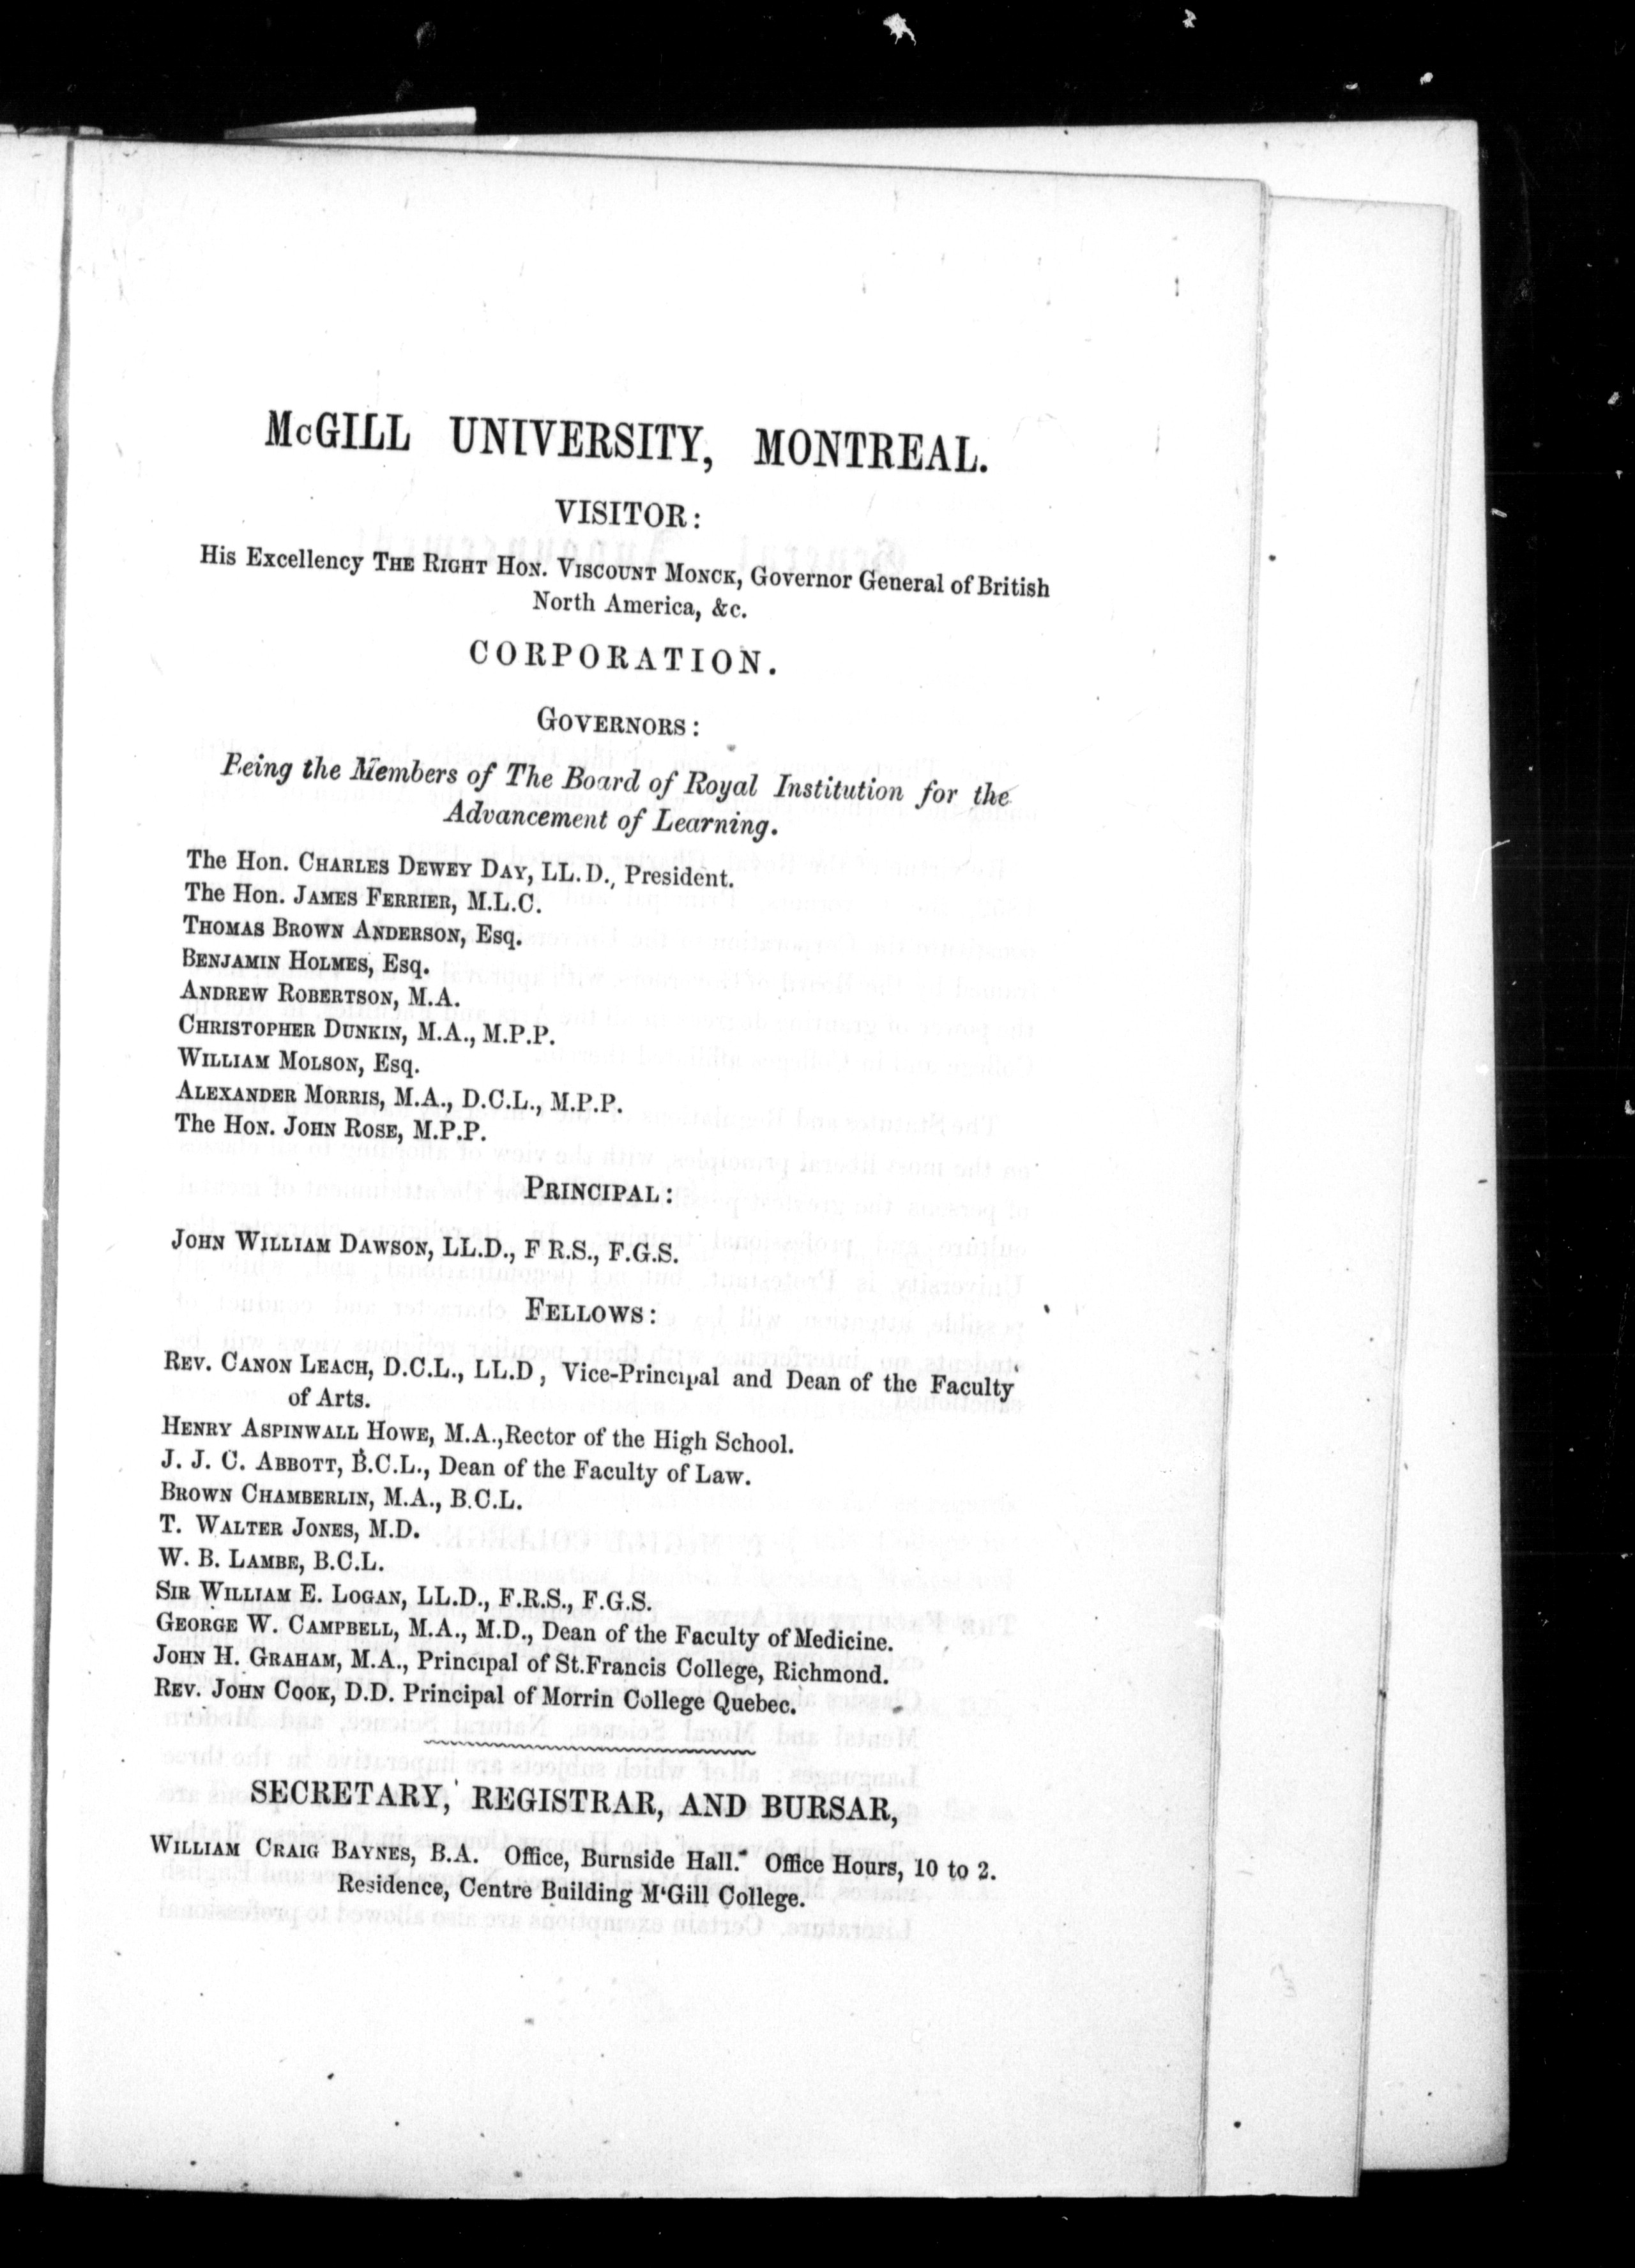 McGILL UNIVERSITY, MONTREAL.
VISITOR:
His Excellency THE RIGHT HON. VISCOUNT MONCK, Governor General of British
North America, &c.
CORPORATION.
GOVERNORS:
Being the Members of The Board of Royal Institution for the
Advancement of Learning.
The Hon. CHARLES DEWEY DAY, LL.D., President.
The Hon. JAMES FERRIER, M.L.C.
THOMAS BROWN ANDERSON, Esq.
BENJAMIN HOLMES, Esq.
ANDREW ROBERTSON, M.A.
CHRISTOPHER DUNKIN, M.A., M.P.P.
WILLIAM MOLSON, Esq.
ALEXANDER MORRIS, M.A., D.C.L., M.P.P.
The HON. JOHN ROSE, M.P.P.
PRINCIPAL:
JOHN WILLIAM DAWSON, LL.D., F R.S., F.G.S.
FELLOWS:
REV. CANON LEACH, D.C.L., LL.D, Vice-Principal and Dean of the Faculty
of Arts.
HENRY ASPINWALL HOWE, M.A.,Rector of the High School.
J. J. C. ABBOTT, B.C.L., Dean of the Faculty of Law.
BROWN CHAMBERLIN, M.A., B.C.L.
T. WALTER JONES, M.D.
W. B. LAMBE, B.C.L.
SIR WILLIAM E. LOGAN, LL.D., F.R.S., F.G.S.
GEORGE W. CAMPBELL, M.A., M.D., Dean of the Faculty of Medicine.
JOHN H. GRAHAM, M.A., Principal of St.Francis College, Richmond.
REV. JOHN COOK, D.D. Principal of Morrin College Quebec.
SECRETARY, REGISTRAR, AND BURSAR,
WILLIAM CRAIG BAYNES, B.A. Office, Burnside Hall. Office Hours, 10 to 2.
Residence, Centre Building M'Gill College.